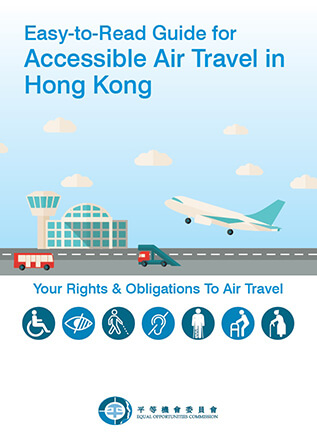 Easy-to-Read Guide for
Accessible Air Travel in
Hong Kong
Your Rights & Obligations To Air Travel
平等機會委員會
EQUAL OPPORTUNITIES COMMISSION